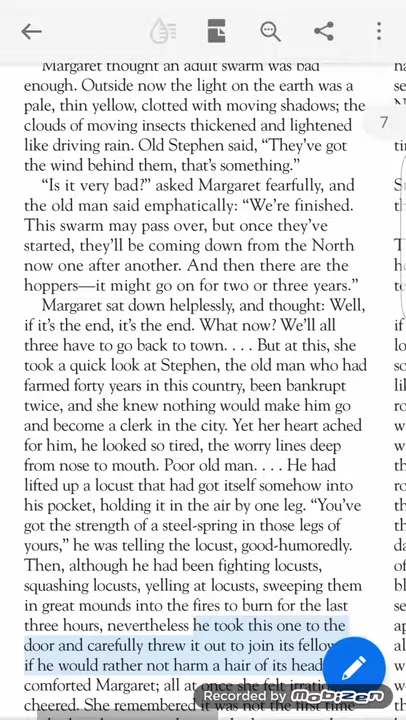 Margaret thought an adult swarm was bad
enough. Outside now the light on the earth was a
pale, thin yellow, clotted with moving shadows; the
clouds of moving insects thickened and lightened
like driving rain. Old Stephen said, “They’ve got
the wind behind them, that’s something.”
“Is it very bad?” asked Margaret fearfully, and
the old man said emphatically: “We’re finished.
This swarm may pass over, but once they’ve
started, they’ll be coming down from the North
now one after another. And then there are the
hoppers—it might go on for two or three years.”
Margaret sat down helplessly, and thought: Well,
if it’s the end, it’s the end. What now? We’ll all
three have to go back to town. . . . But at this, she
took a quick look at Stephen, the old man who had
farmed forty years in this country, been bankrupt
twice, and she knew nothing would make him go
and become a clerk in the city. Yet her heart ached
for him, he looked so tired, the worry lines deep
from nose to mouth. Poor old man. . . . He had
lifted up a locust that had got itself somehow into
his pocket, holding it in the air by one leg. “You’ve
got the strength of a steel-spring in those legs of
yours,” he was telling the locust, good-humoredly.
Then, although he had been fighting locusts,
squashing locusts, yelling at locusts, sweeping them
in great mounds into the fires to burn for the last
three hours, nevertheless he took this one to the
door and carefully threw it out to join its
if he would rather not harm a hair of its head
comforted Margaret; all at once she felt
cheered. She remembered it was not the first time
7
Recorded by MOBIZEN